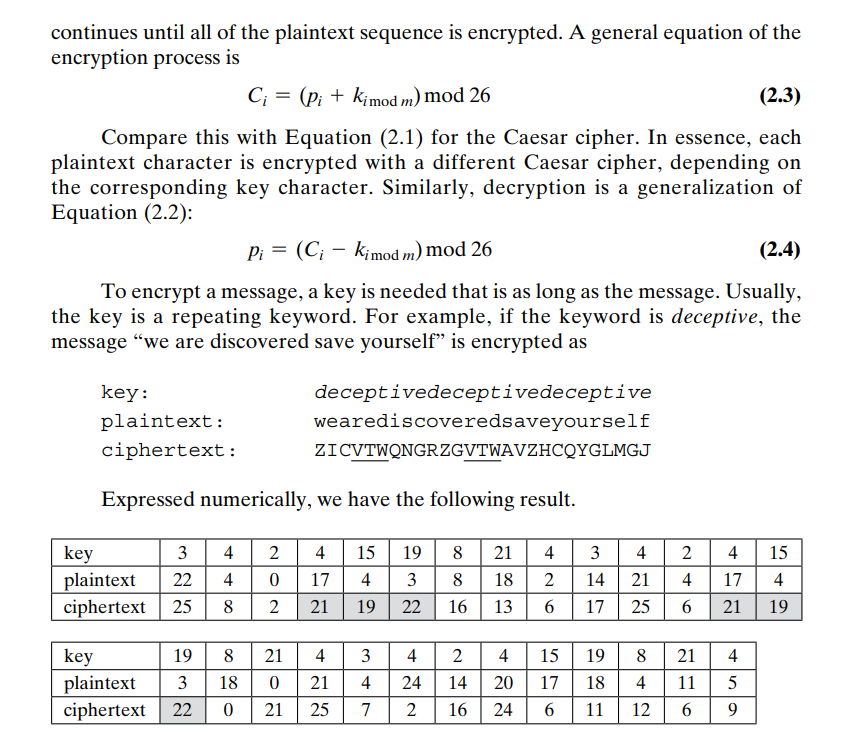 continues until all of the plaintext sequence is encrypted. A general equation of the
encryption process is
Cᵢ = (pᵢ + kᵢ mod m) mod 26 (2.3)
Compare this with Equation (2.1) for the Caesar cipher. In essence, each
plaintext character is encrypted with a different Caesar cipher, depending on
the corresponding key character. Similarly, decryption is a generalization of
Equation (2.2):
pᵢ = (Cᵢ − kᵢ mod m) mod 26 (2.4)
To encrypt a message, a key is needed that is as long as the message. Usually,
the key is a repeating keyword. For example, if the keyword is deceptive, the
message “we are discovered save yourself” is encrypted as
key: deceptivedeceptivedeceptive
plaintext: wearediscoveredsaveyourself
ciphertext: ZICVTWQNGRZGVTWAVZHCQYGLMGJ
Expressed numerically, we have the following result.
key 3 4 2 4 15 19 8 21 4 3 4 2 4 15
plaintext 22 4 0 17 4 3 8 18 2 14 21 4 17 4
ciphertext 25 8 2 21 19 22 16 13 6 17 25 6 21 19
key 19 8 21 4 3 4 2 4 15 19 8 21 4
plaintext 3 18 0 21 4 24 14 20 17 18 4 11 5
ciphertext 22 0 21 25 7 2 16 24 6 11 12 6 9